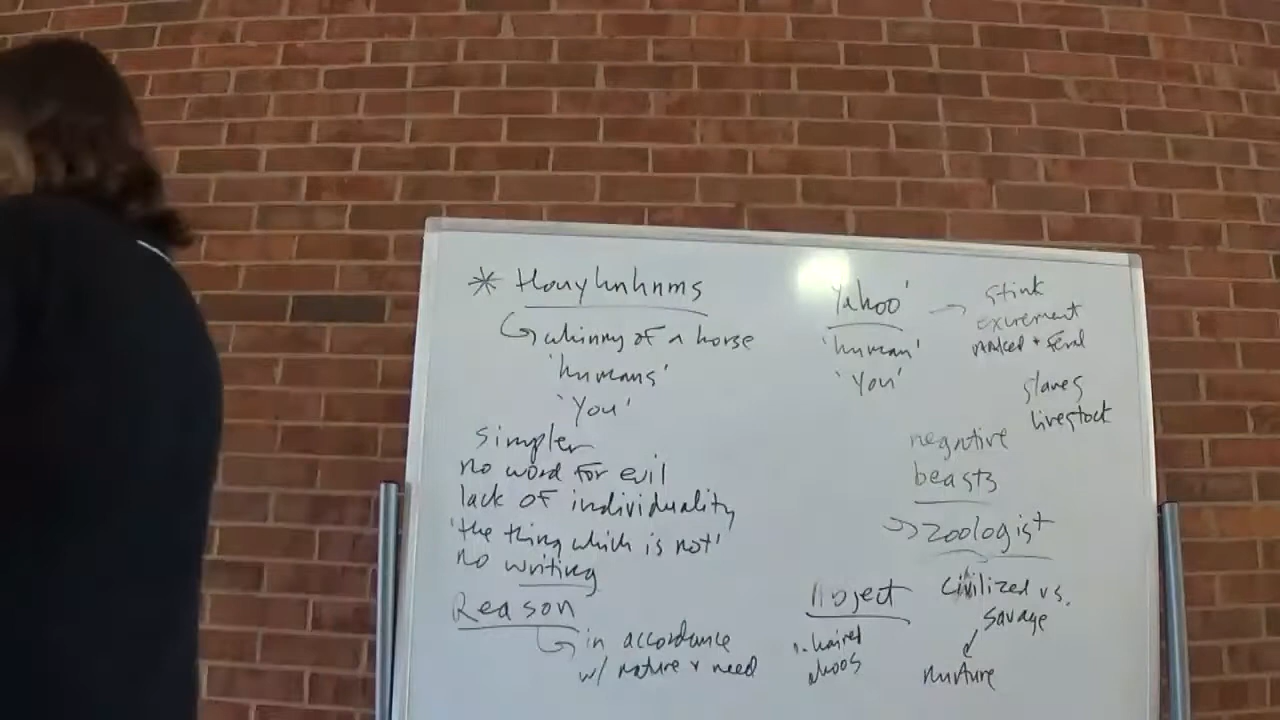 * Houyhnhnms
whinny of a horse
'humans'
'You'
simpler
no word for evil
lack of individuality
'the thing which is not'
no writing
Reason
in accordance
w/ nature + need
Yahoo'
'human'
'You'
stink
excrement
naked + feral
slaves
livestock
negative
beasts
zoologist
civilized vs.
savage
nurture
haired